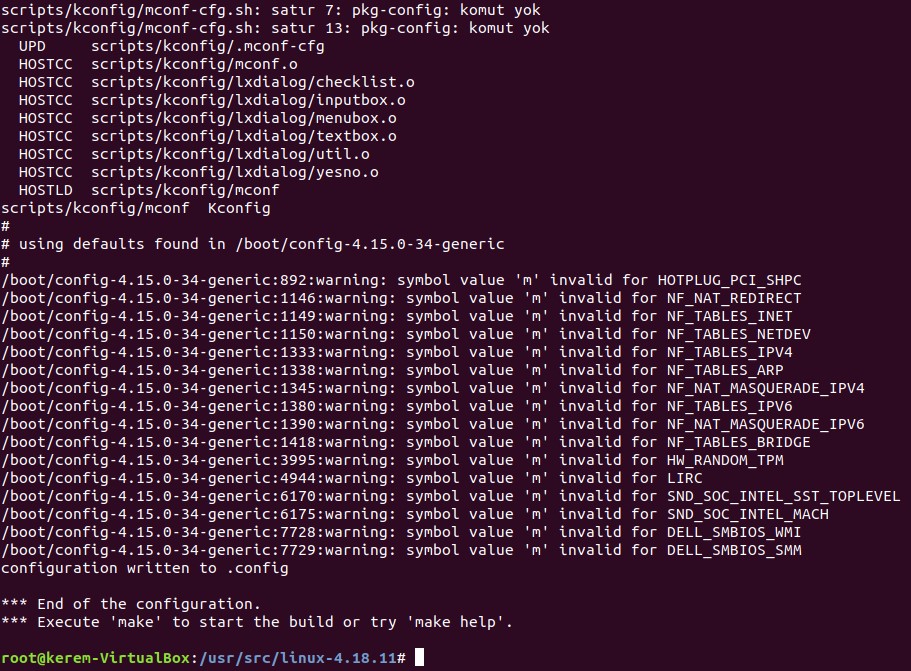 scripts/kconfig/mconf-cfg.sh: satır 7: pkg-config: komut yok
scripts/kconfig/mconf-cfg.sh: satır 13: pkg-config: komut yok
  UPD     scripts/kconfig/.mconf-cfg
  HOSTCC  scripts/kconfig/mconf.o
  HOSTCC  scripts/kconfig/lxdialog/checklist.o
  HOSTCC  scripts/kconfig/lxdialog/inputbox.o
  HOSTCC  scripts/kconfig/lxdialog/menubox.o
  HOSTCC  scripts/kconfig/lxdialog/textbox.o
  HOSTCC  scripts/kconfig/lxdialog/util.o
  HOSTCC  scripts/kconfig/lxdialog/yesno.o
  HOSTLD  scripts/kconfig/mconf
scripts/kconfig/mconf  Kconfig
#
# using defaults found in /boot/config-4.15.0-34-generic
#
/boot/config-4.15.0-34-generic:892:warning: symbol value 'm' invalid for HOTPLUG_PCI_SHPC
/boot/config-4.15.0-34-generic:1146:warning: symbol value 'm' invalid for NF_NAT_REDIRECT
/boot/config-4.15.0-34-generic:1149:warning: symbol value 'm' invalid for NF_TABLES_INET
/boot/config-4.15.0-34-generic:1150:warning: symbol value 'm' invalid for NF_TABLES_NETDEV
/boot/config-4.15.0-34-generic:1333:warning: symbol value 'm' invalid for NF_TABLES_IPV4
/boot/config-4.15.0-34-generic:1338:warning: symbol value 'm' invalid for NF_TABLES_ARP
/boot/config-4.15.0-34-generic:1345:warning: symbol value 'm' invalid for NF_NAT_MASQUERADE_IPV4
/boot/config-4.15.0-34-generic:1380:warning: symbol value 'm' invalid for NF_TABLES_IPV6
/boot/config-4.15.0-34-generic:1390:warning: symbol value 'm' invalid for NF_NAT_MASQUERADE_IPV6
/boot/config-4.15.0-34-generic:1418:warning: symbol value 'm' invalid for NF_TABLES_BRIDGE
/boot/config-4.15.0-34-generic:3995:warning: symbol value 'm' invalid for HW_RANDOM_TPM
/boot/config-4.15.0-34-generic:4944:warning: symbol value 'm' invalid for LIRC
/boot/config-4.15.0-34-generic:6170:warning: symbol value 'm' invalid for SND_SOC_INTEL_SST_TOPLEVEL
/boot/config-4.15.0-34-generic:6175:warning: symbol value 'm' invalid for SND_SOC_INTEL_MACH
/boot/config-4.15.0-34-generic:7728:warning: symbol value 'm' invalid for DELL_SMBIOS_WMI
/boot/config-4.15.0-34-generic:7729:warning: symbol value 'm' invalid for DELL_SMBIOS_SMM
configuration written to .config
*** End of the configuration.
*** Execute 'make' to start the build or try 'make help'.
root@kerem-VirtualBox:/usr/src/linux-4.18.11#